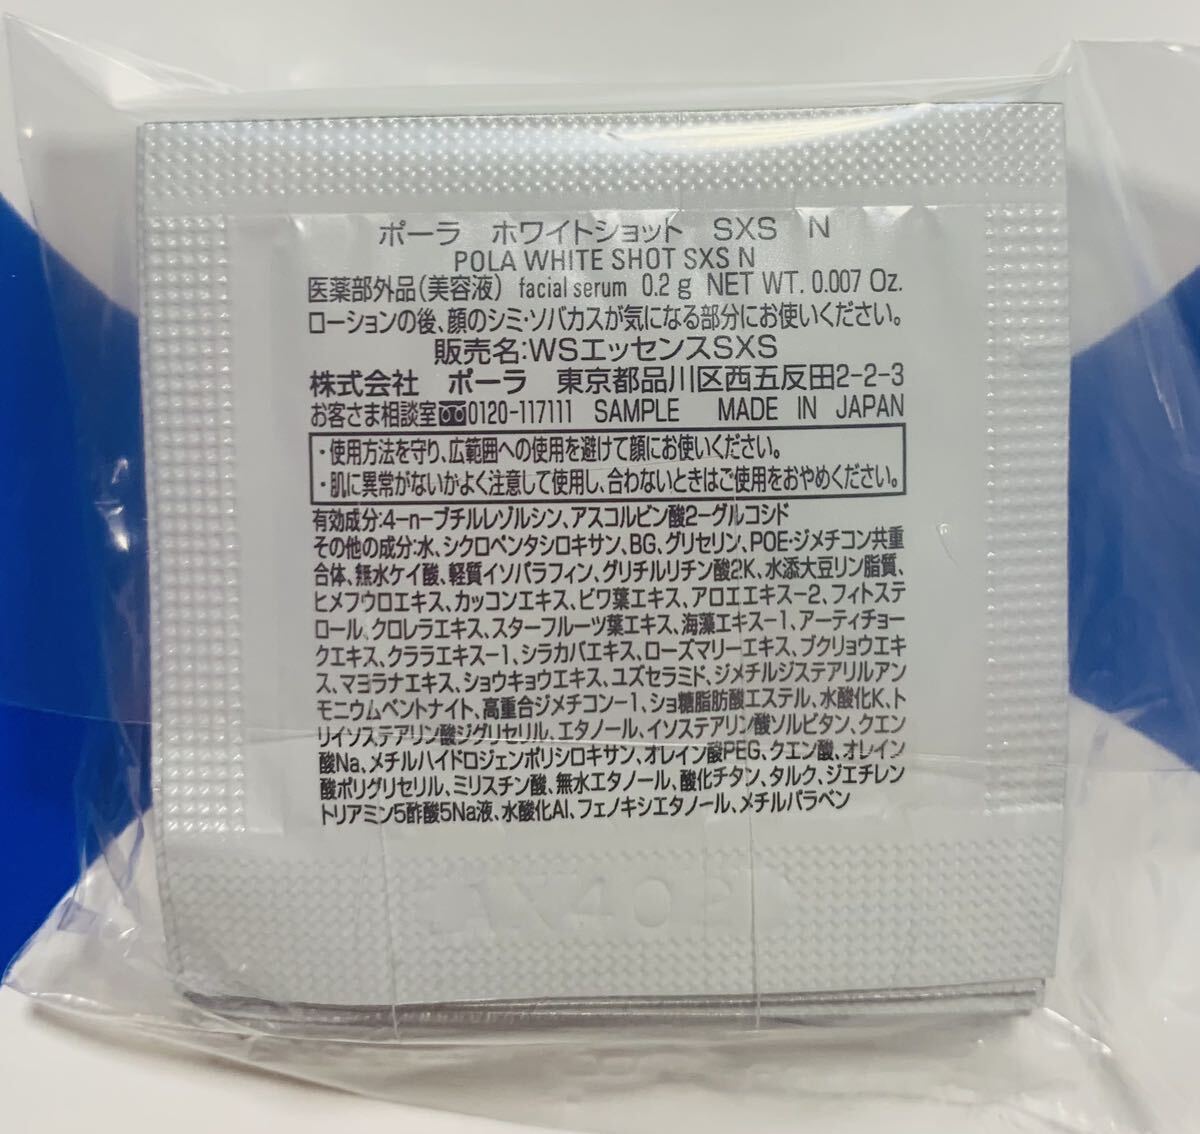 ポーラ ホワイトショット SXS N
POLA WHITE SHOT SXS N
医薬部外品(美容液) facial serum 0.2 g NET WT. 0.007 Oz.
ローションの後、顔のシミ・ソバカスが気になる部分にお使いください。
販売名:WSエッセンスSXS
株式会社 ポーラ 東京都品川区西五反田2-2-3
お客さま相談室 0120-117111 SAMPLE MADE IN JAPAN
・使用方法を守り、広範囲への使用を避けて顔にお使いください。
・肌に異常がないかよく注意して使用し、合わないときはご使用をおやめください。
有効成分:4-n-ブチルレゾルシン、アスコルビン酸2-グルコシド
その他の成分:水、シクロペンタシロキサン、BG、グリセリン、POE・ジメチコン共重
合体、無水ケイ酸、軽質イソパラフィン、グリチルリチン酸2K、水添大豆リン脂質、
ヒメフウロエキス、カッコンエキス、ビワ葉エキス、アロエエキス-2、フィトステ
ロール、クロレラエキス、スターフルーツ葉エキス、海藻エキス-1、アーティチョー
クエキス、クララエキス-1、シラカバエキス、ローズマリーエキス、ブクリョウエキ
ス、マヨラナエキス、ショウキョウエキス、ユズセラミド、ジメチルジステアリルアン
モニウムベントナイト、高重合ジメチコン-1、ショ糖脂肪酸エステル、水酸化K、ト
リイソステアリン酸ジグリセリル、エタノール、イソステアリン酸ソルビタン、クエン
酸Na、メチルハイドロジェンポリシロキサン、オレイン酸PEG、クエン酸、オレイン
酸ポリグリセリル、ミリスチン酸、無水エタノール、酸化チタン、タルク、ジエチレン
トリアミン5酢酸5Na液、水酸化Al、フェノキシエタノール、メチルパラベン